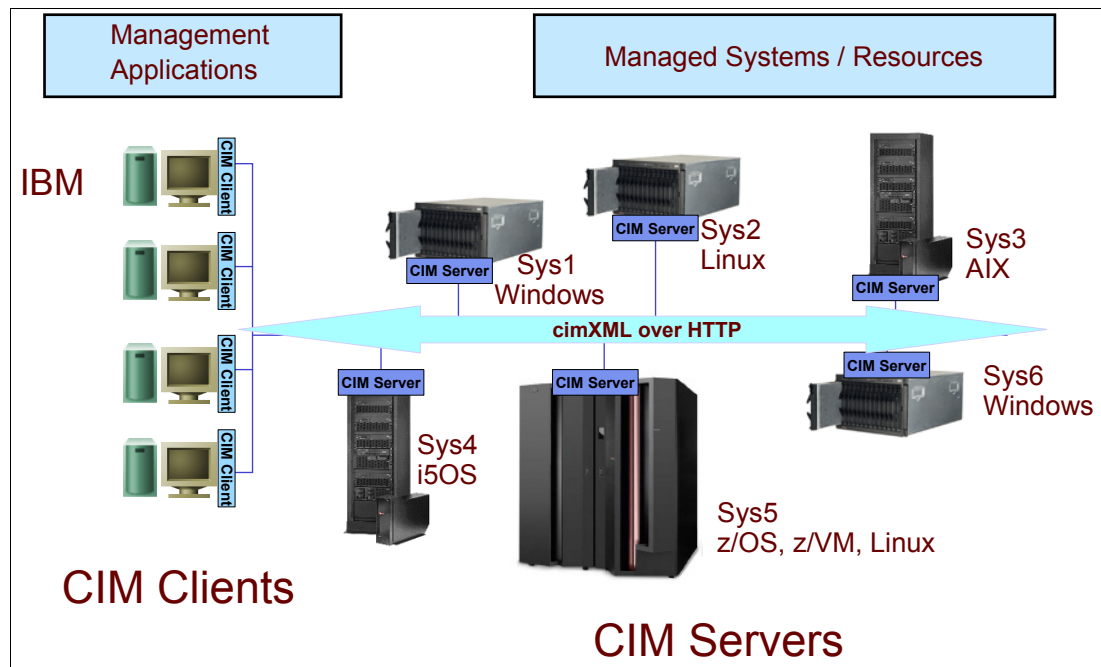 Management
Applications
Managed Systems / Resources
IBM
CIM Client
CIM Client
CIM Client
CIM Client
CIM Server
Sys1
Windows
CIM Server
Sys2
Linux
Sys3
AIX
CIM Server
cimXML over HTTP
CIM Server
Sys4
i5OS
CIM Server
Sys5
z/OS, z/VM, Linux
CIM Server
Sys6
Windows
CIM Clients
CIM Servers